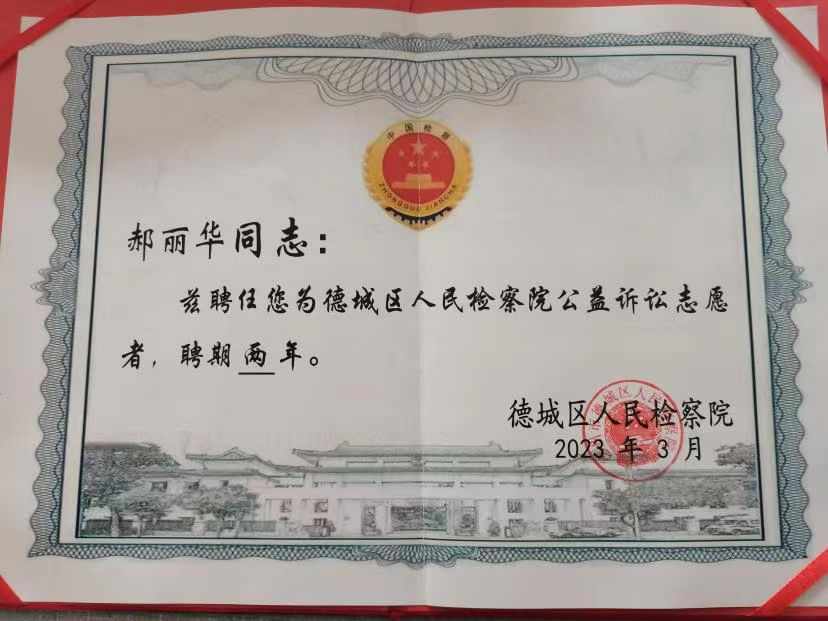 中国检察
ZHONGGUO JIANCHA
郝丽华同志：
兹聘任您为德城区人民检察院公益诉讼志愿
者，聘期两年。
德城区人民检察院
2023 年 3 月